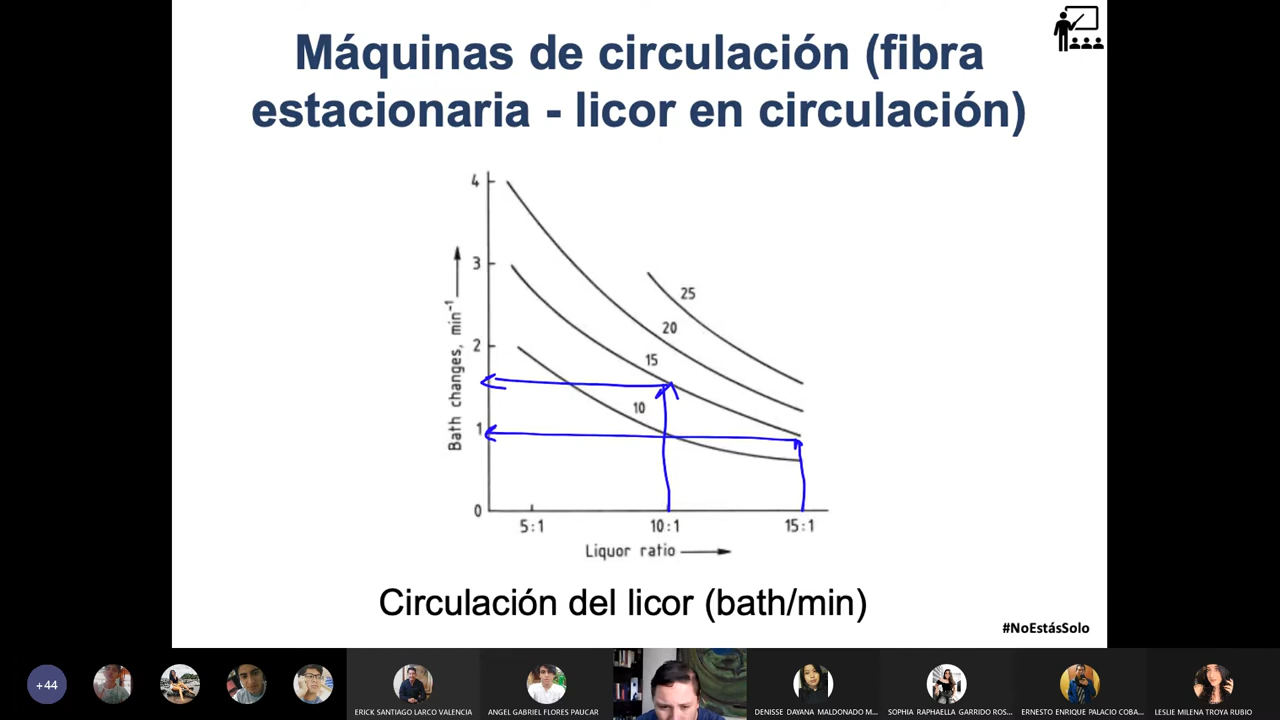 Máquinas de circulación (fibra
estacionaria - licor en circulación)
4
3
2
1
0
Bath changes, min⁻¹
25
20
15
10
5:1
10:1
15:1
Liquor ratio
Circulación del licor (bath/min)
#NoEstásSolo
+44
ERICK SANTIAGO LARCO VALENCIA
ANGEL GABRIEL FLORES PAUCAR
DENISSE DAYANA MALDONADO M...
SOPHIA RAPHAELLA GARRIDO ROS...
ERNESTO ENRIQUE PALACIO COBA...
LESLIE MILENA TROYA RUBIO